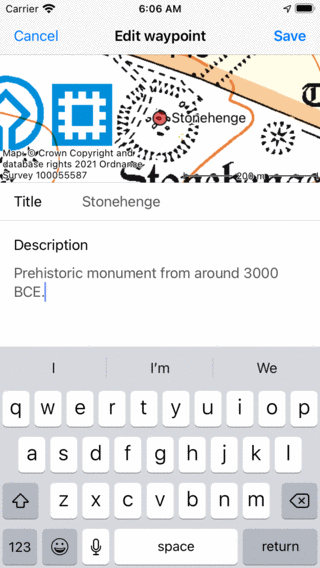 Carrier 6:06 AM
Cancel Edit waypoint Save
Stonehenge
Map: © Crown Copyright and
database rights 2021 Ordnance
Survey 100055587
200 m
Stonehenge
Title Stonehenge
Description
Prehistoric monument from around 3000
BCE.
I I'm We
q w e r t y u i o p
a s d f g h j k l
z x c v b n m
123 space return